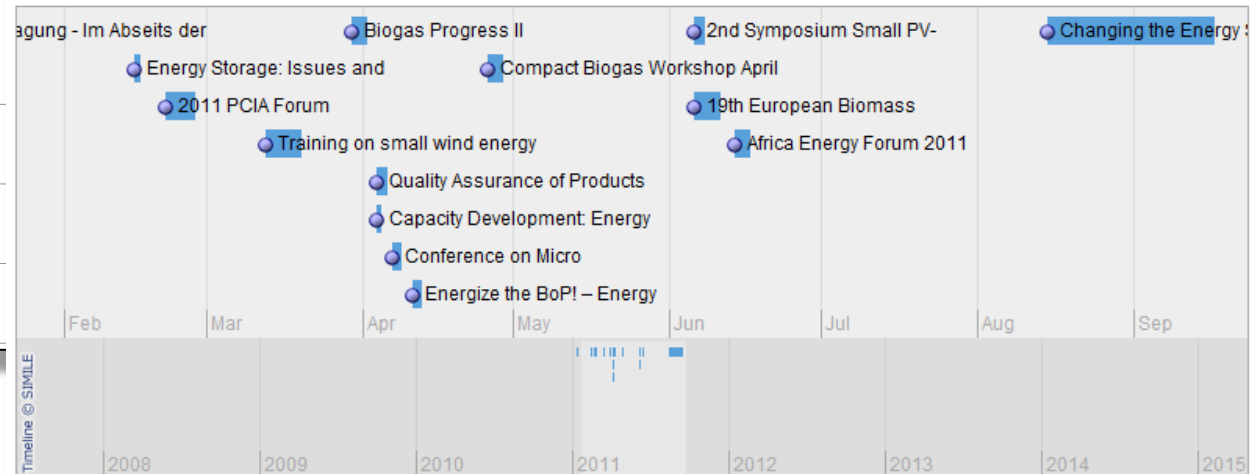 agung - Im Abseits der
Biogas Progress II
2nd Symposium Small PV-
Changing the Energy
Energy Storage: Issues and
Compact Biogas Workshop April
2011 PCIA Forum
19th European Biomass
Training on small wind energy
Africa Energy Forum 2011
Quality Assurance of Products
Capacity Development: Energy
Conference on Micro
Energize the BoP! – Energy
Feb
Mar
Apr
May
Jun
Jul
Aug
Sep
Timeline © SIMILE
2008
2009
2010
2011
2012
2013
2014
2015